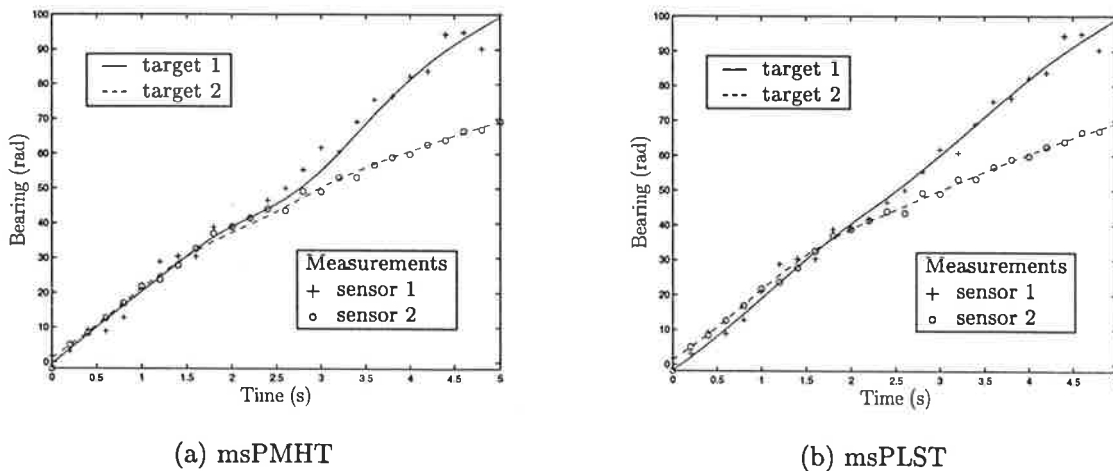 100
90
80
70
60
50
40
30
20
10
0
Bearing (rad)
target 1
target 2
Measurements
sensor 1
sensor 2
0 0.5 1 1.5 2 2.5 3 3.5 4 4.5 5
Time (s)
(a) msPMHT
100
90
80
70
60
50
40
30
20
10
0
Bearing (rad)
target 1
target 2
Measurements
sensor 1
sensor 2
0 0.5 1 1.5 2 2.5 3 3.5 4 4.5
Time (s)
(b) msPLST